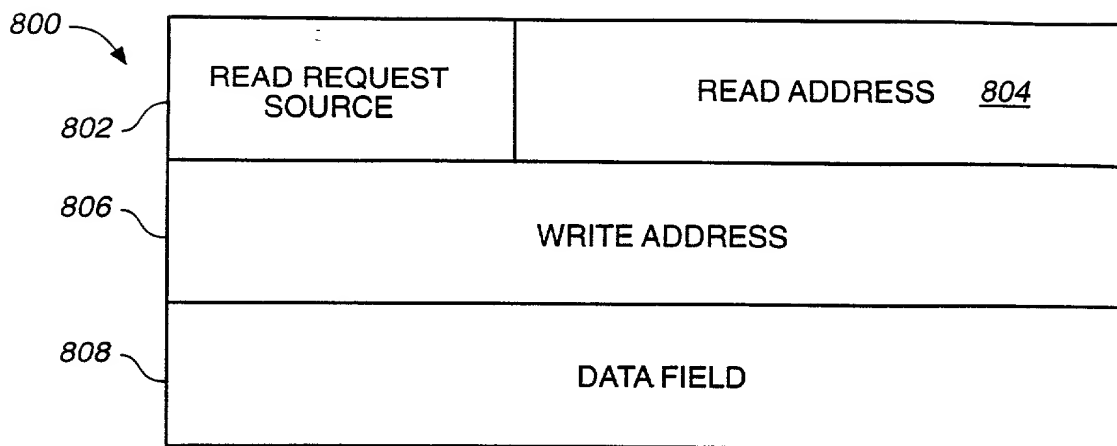 800
READ REQUEST
SOURCE
READ ADDRESS 804
802
806
WRITE ADDRESS
808
DATA FIELD